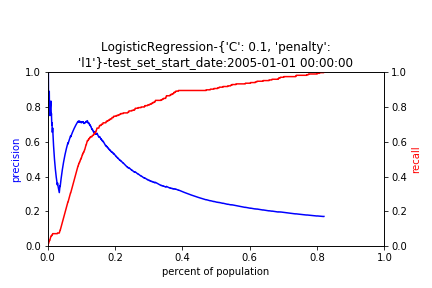 LogisticRegression-{'C': 0.1, 'penalty':
'l1'}-test_set_start_date:2005-01-01 00:00:00
1.0
0.8
0.6
0.4
0.2
0.0
precision
1.0
0.8
0.6
0.4
0.2
0.0
recall
0.0 0.2 0.4 0.6 0.8 1.0
percent of population